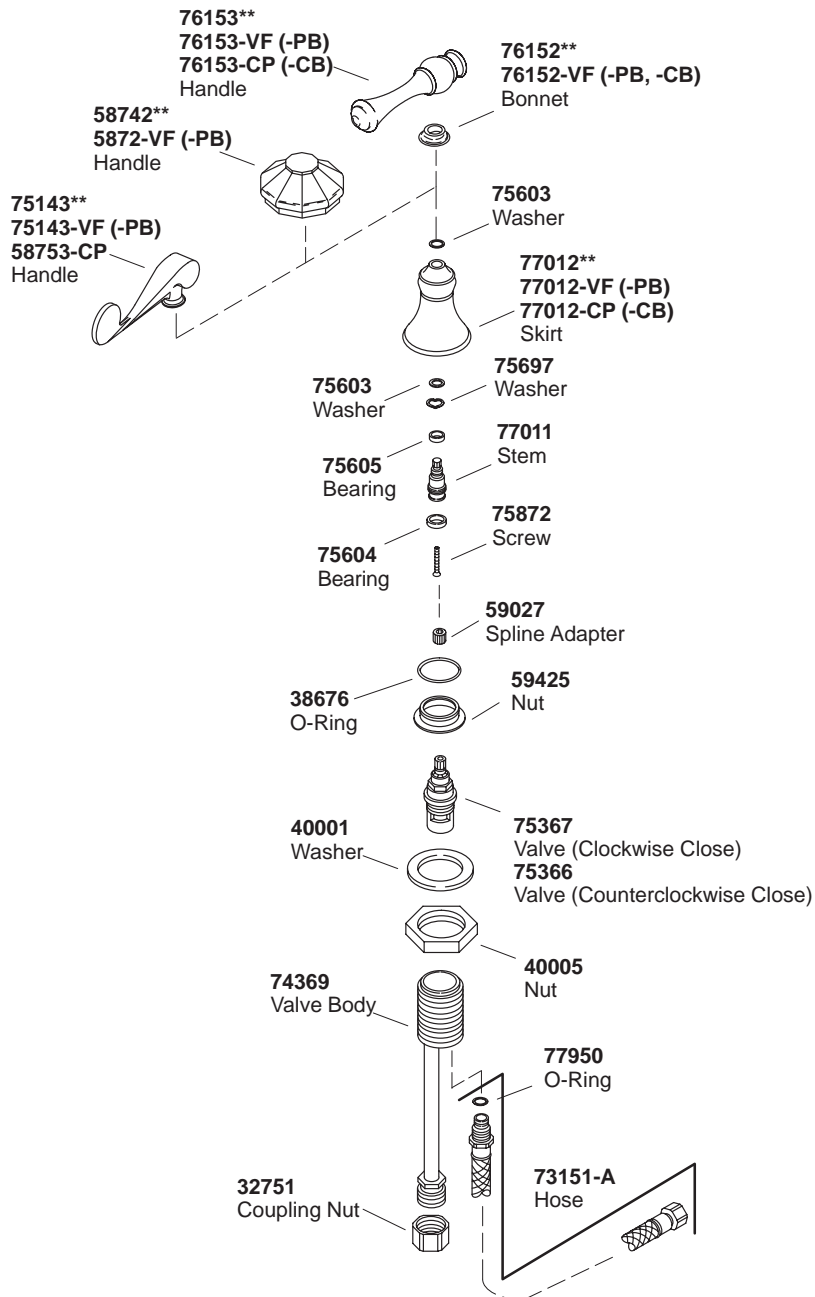 76153**
76153-VF (-PB)
76153-CP (-CB)
Handle
76152**
76152-VF (-PB, -CB)
Bonnet
58742**
5872-VF (-PB)
Handle
75143**
75143-VF (-PB)
58753-CP
Handle
75603
Washer
77012**
77012-VF (-PB)
77012-CP (-CB)
Skirt
75603
Washer
75697
Washer
75605
Bearing
77011
Stem
75604
Bearing
75872
Screw
59027
Spline Adapter
38676
O-Ring
59425
Nut
40001
Washer
75367
Valve (Clockwise Close)
75366
Valve (Counterclockwise Close)
40005
Nut
74369
Valve Body
77950
O-Ring
32751
Coupling Nut
73151-A
Hose